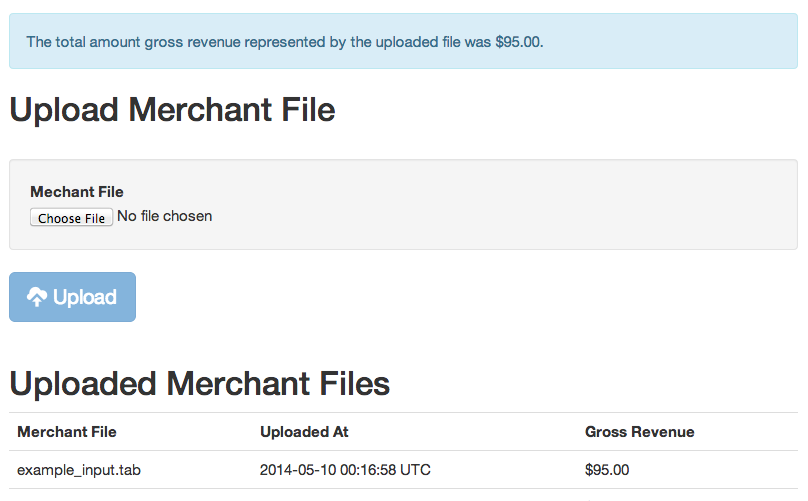 The total amount gross revenue represented by the uploaded file was $95.00.
Upload Merchant File
Mechant File
Choose File No file chosen
Upload
Uploaded Merchant Files
Merchant File Uploaded At Gross Revenue
example_input.tab 2014-05-10 00:16:58 UTC $95.00